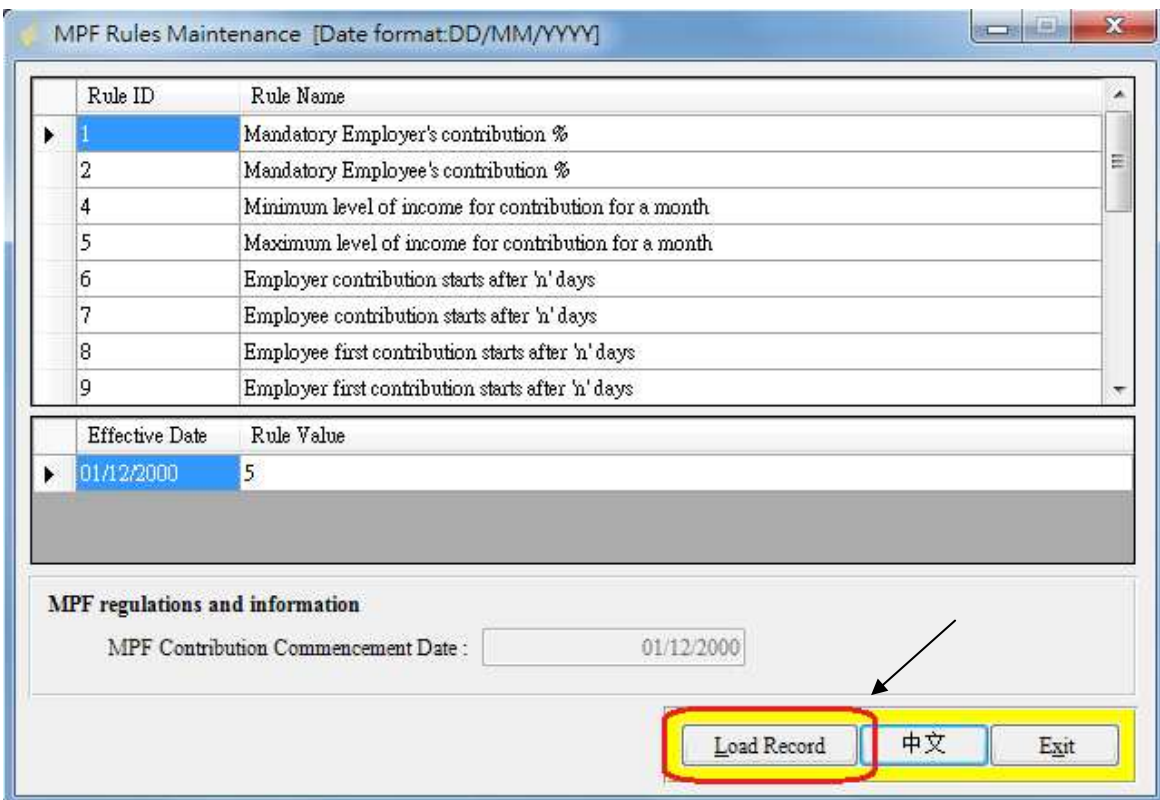 MPF Rules Maintenance [Date format:DD/MM/YYYY]
Rule ID Rule Name
1 Mandatory Employer's contribution %
2 Mandatory Employee's contribution %
4 Minimum level of income for contribution for a month
5 Maximum level of income for contribution for a month
6 Employer contribution starts after 'n' days
7 Employee contribution starts after 'n' days
8 Employee first contribution starts after 'n' days
9 Employer first contribution starts after 'n' days
Effective Date Rule Value
01/12/2000 5
MPF regulations and information
MPF Contribution Commencement Date : 01/12/2000
Load Record 中文 Exit